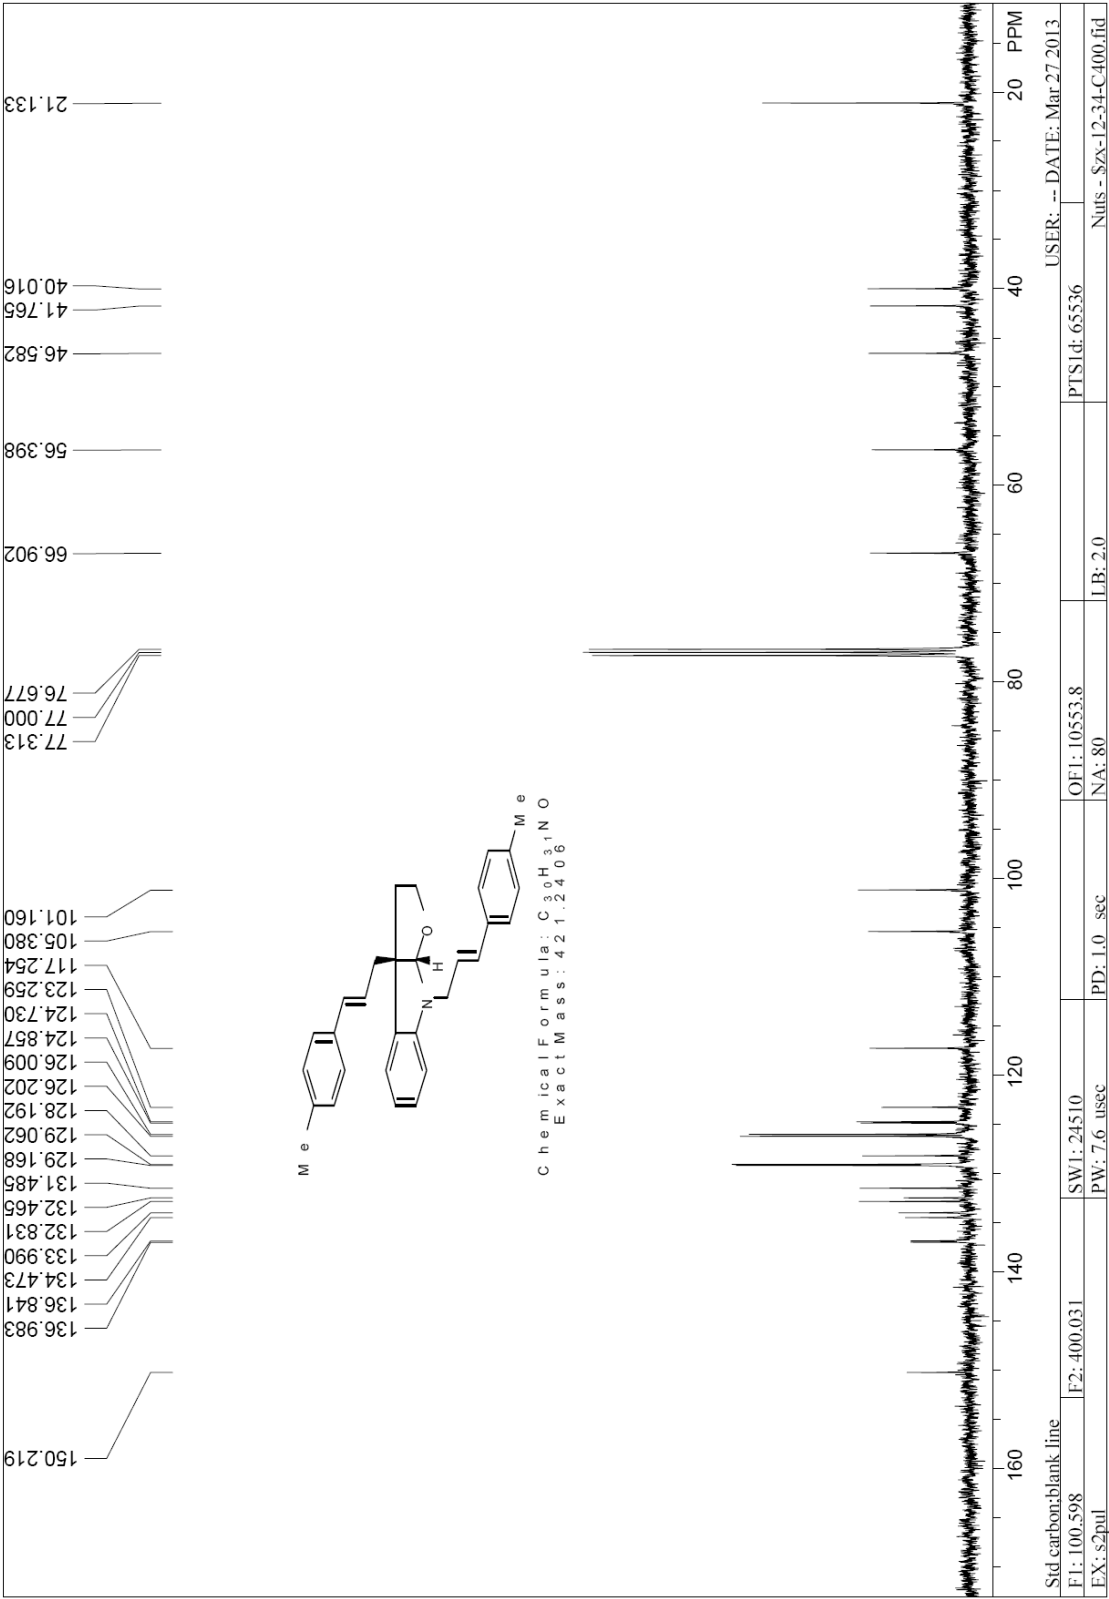 150.219
136.983
136.841
134.473
133.990
132.831
132.465
131.485
129.168
129.062
128.192
126.202
126.009
124.857
124.730
123.259
117.254
105.380
101.160
77.313
77.000
76.677
66.902
56.398
46.582
41.765
40.016
21.133
Me
N
H
O
Me
Chemical Formula: C30H31NO
Exact Mass: 421.2406
160 140 120 100 80 60 40 20 PPM
Std carbon:blank line
USER: -- DATE: Mar 27 2013
F1: 100.598 F2: 400.031 SW1: 24510 OF1: 10553.8 PTS1d: 65536
EX: s2pul PW: 7.6 usec PD: 1.0 sec NA: 80 LB: 2.0 Nuts - $zx-12-34-C400.fid